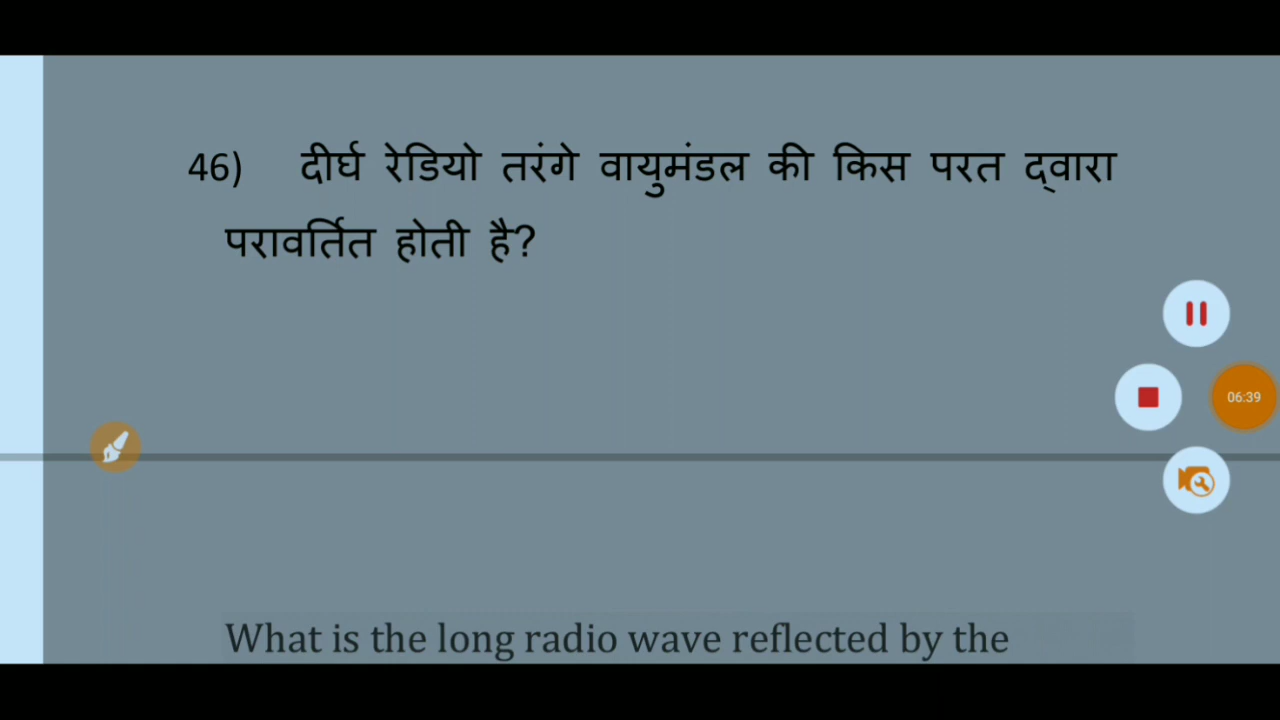 46) दीर्घ रेडियो तरंगे वायुमंडल की किस परत द्वारा
परावर्तित होती है?
06:39
What is the long radio wave reflected by the